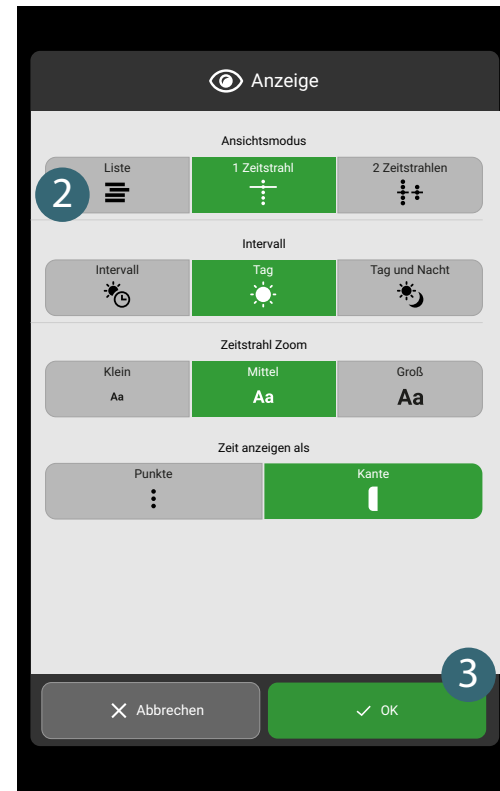 Anzeige
Ansichtsmodus
Liste 1 Zeitstrahl 2 Zeitstrahlen
2
Intervall
Intervall Tag Tag und Nacht
Zeitstrahl Zoom
Klein Mittel Groß
Aa Aa Aa
Zeit anzeigen als
Punkte Kante
3
Abbrechen OK